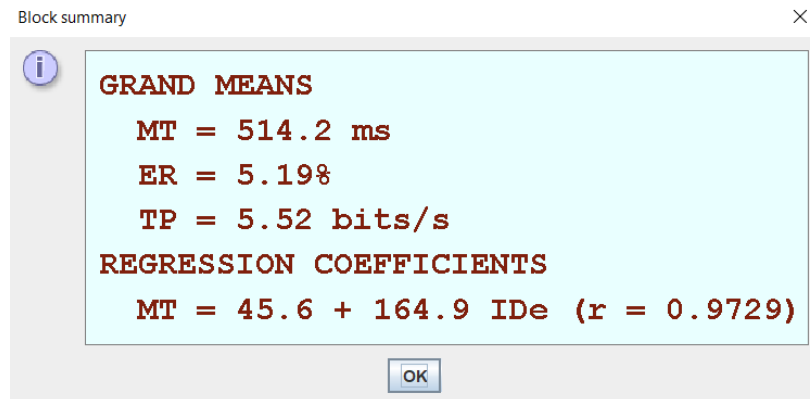 Block summary
GRAND MEANS
MT = 514.2 ms
ER = 5.19%
TP = 5.52 bits/s
REGRESSION COEFFICIENTS
MT = 45.6 + 164.9 IDe (r = 0.9729)
OK